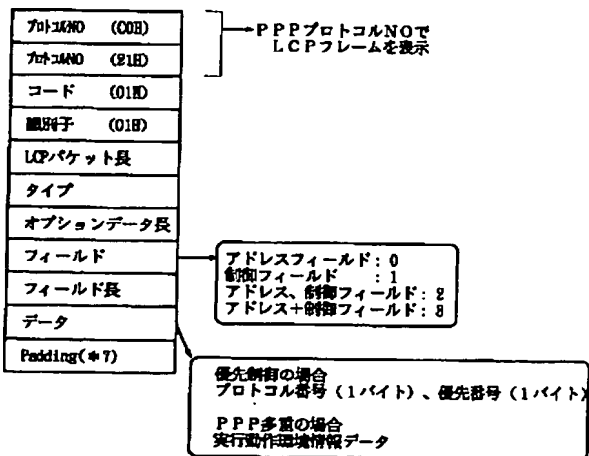 プロトコルNO (C0H)
プロトコルNO (21H)
コード (01H)
識別子 (01H)
LCPパケット長
タイプ
オプションデータ長
フィールド
フィールド長
データ
Padding(*7)
PPPプロトコルNOで
LCPフレームを表示
アドレスフィールド: 0
制御フィールド : 1
アドレス、制御フィールド: 2
アドレス+制御フィールド: 3
優先制御の場合
プロトコル番号(1バイト)、優先番号(1バイト)
PPP多重の場合
実行動作環境情報データ